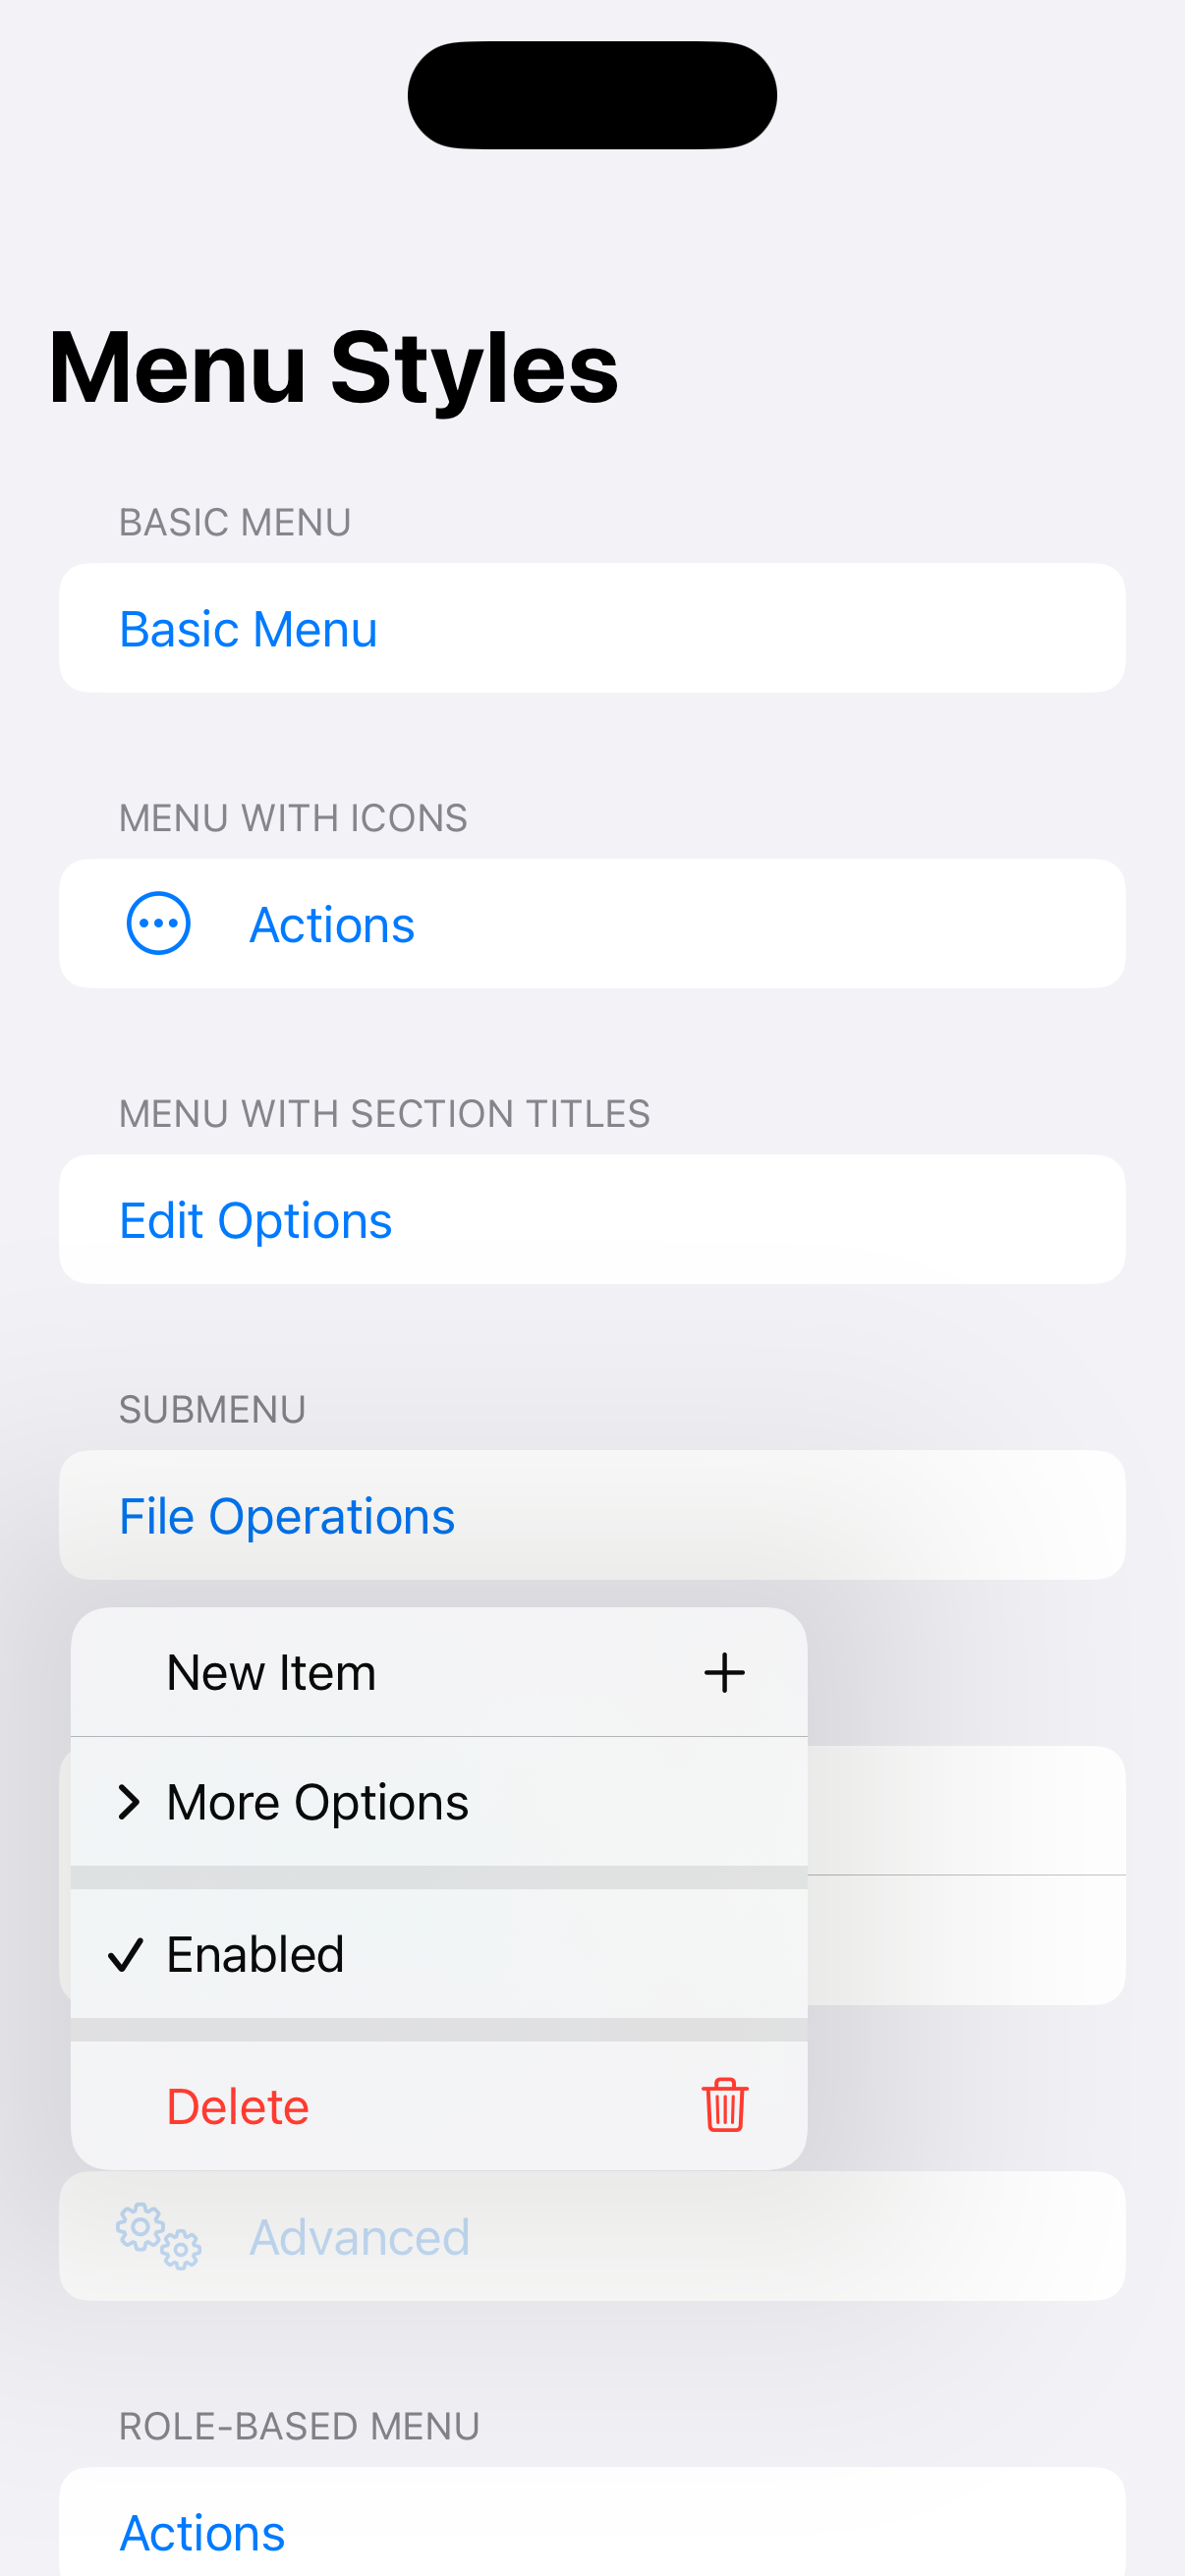 Menu Styles
BASIC MENU
Basic Menu
MENU WITH ICONS
Actions
MENU WITH SECTION TITLES
Edit Options
SUBMENU
File Operations
New Item
More Options
Enabled
Delete
Advanced
ROLE-BASED MENU
Actions